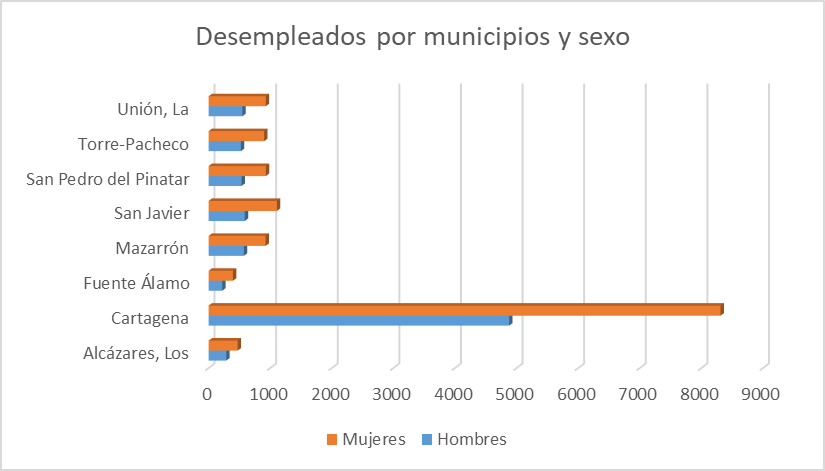 Desempleados por municipios y sexo
Unión, La
Torre-Pacheco
San Pedro del Pinatar
San Javier
Mazarrón
Fuente Álamo
Cartagena
Alcázares, Los
0 1000 2000 3000 4000 5000 6000 7000 8000 9000
Mujeres Hombres